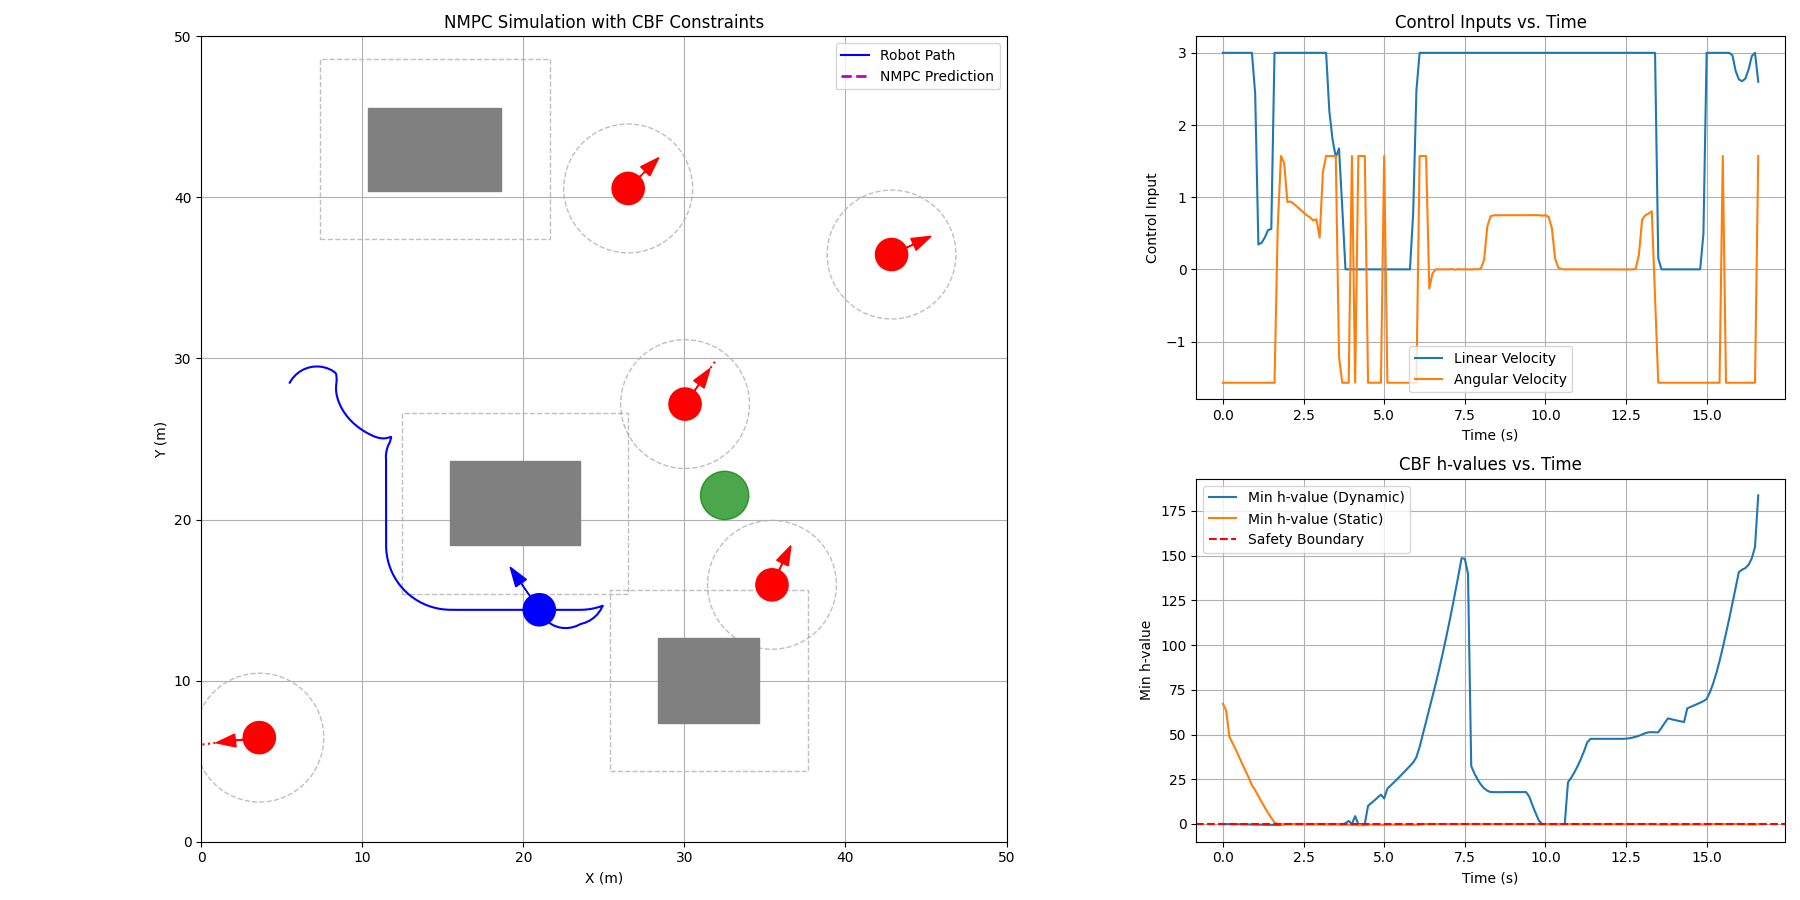 NMPC Simulation with CBF Constraints
Robot Path
NMPC Prediction
50
40
30
20
10
0
Y (m)
0 10 20 30 40 50
X (m)
Control Inputs vs. Time
3
2
1
0
−1
Control Input
Linear Velocity
Angular Velocity
0.0 2.5 5.0 7.5 10.0 12.5 15.0
Time (s)
CBF h-values vs. Time
Min h-value (Dynamic)
Min h-value (Static)
Safety Boundary
175
150
125
100
75
50
25
0
Min h-value
0.0 2.5 5.0 7.5 10.0 12.5 15.0
Time (s)